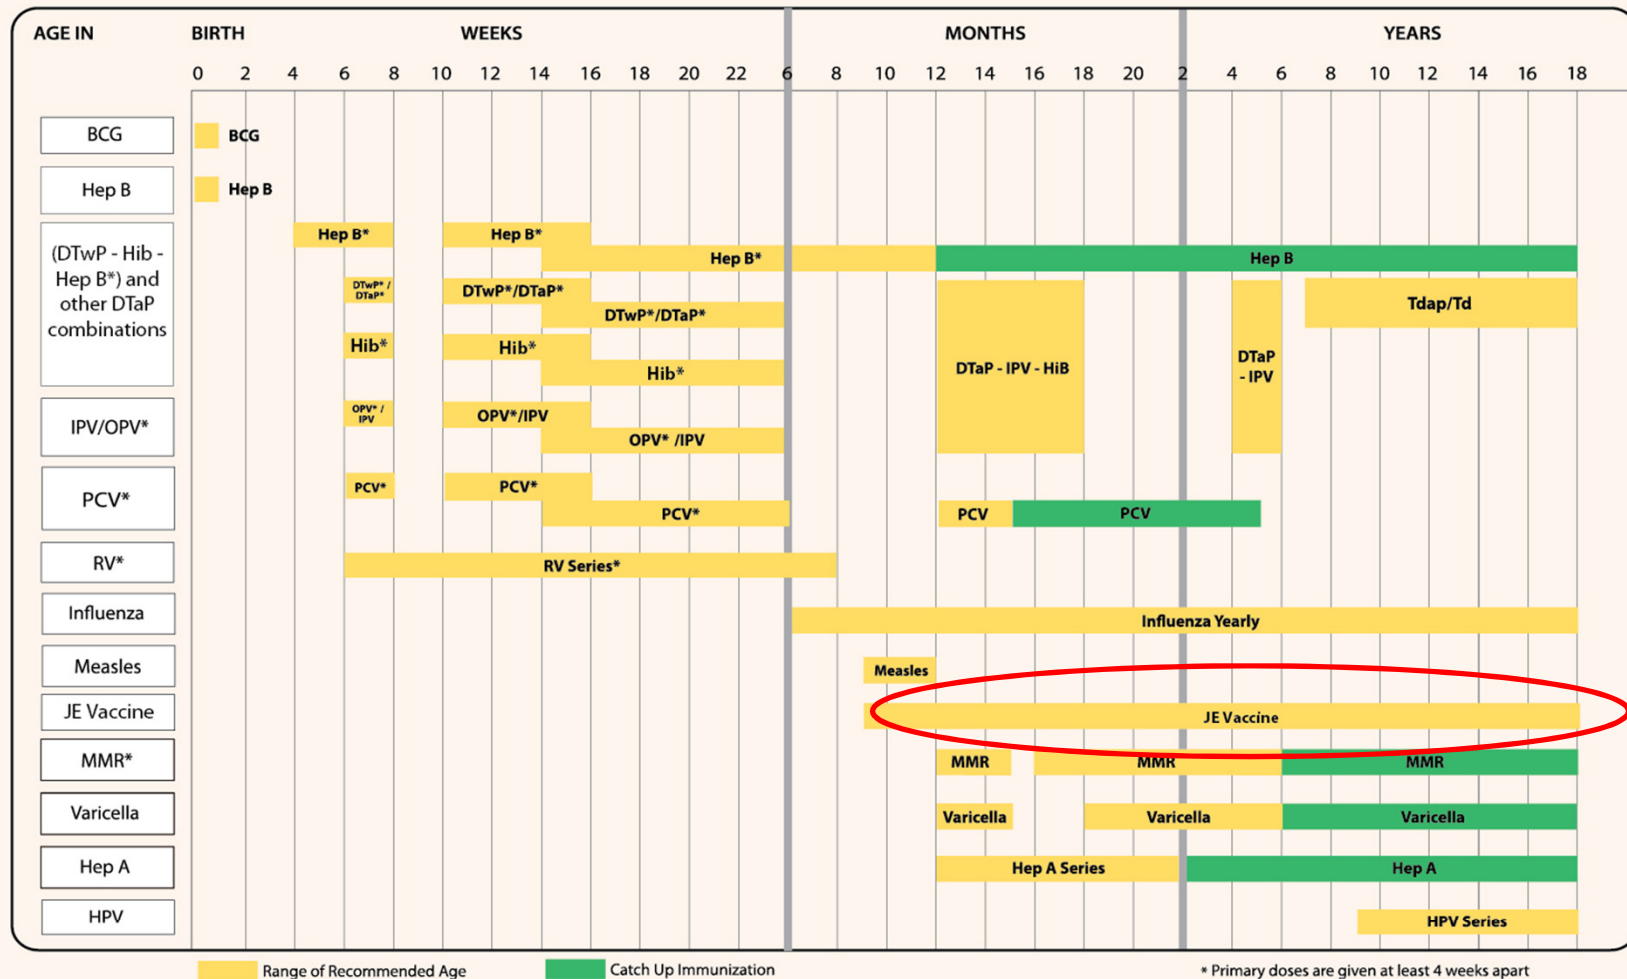 AGE IN BIRTH WEEKS MONTHS YEARS
0 2 4 6 8 10 12 14 16 20 22 6 8 10 12 14 16 18 20 2 4 6 8 10 12 14 16 18
BCG BCG
Hep B Hep B
(DTwP - Hib -
Hep B*) and
other DTaP
combinations
Hep B* Hep B*
Hep B* Hep B
DTwP* /
DTaP*
DTwP*/DTaP*
DTwP*/DTaP*
Tdap/Td
Hib* Hib*
Hib*
DTaP - IPV - HiB
DTaP
- IPV
IPV/OPV*
OPV* /
IPV
OPV*/IPV
OPV* /IPV
PCV*
PCV* PCV*
PCV* PCV PCV
RV* RV Series*
Influenza Influenza Yearly
Measles Measles
JE Vaccine JE Vaccine
MMR* MMR MMR MMR
Varicella Varicella Varicella Varicella
Hep A Hep A Series Hep A
HPV HPV Series
Range of Recommended Age Catch Up Immunization * Primary doses are given at least 4 weeks apart